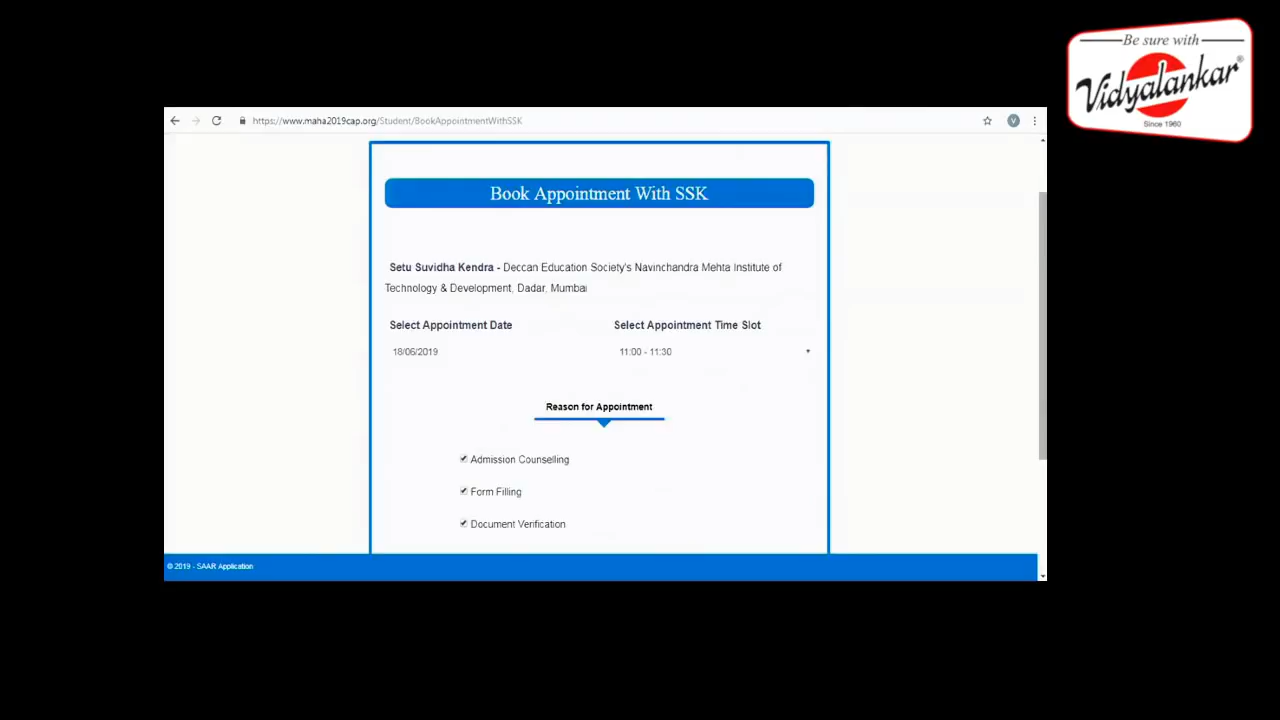 Be sure with
Vidyalankar®
Since 1960
https://www.maha2019cap.org/Student/BookAppointmentWithSSK
V
Book Appointment With SSK
Setu Suvidha Kendra - Deccan Education Society's Navinchandra Mehta Institute of
Technology & Development, Dadar, Mumbai
Select Appointment Date Select Appointment Time Slot
18/06/2019 11:00 - 11:30
Reason for Appointment
Admission Counselling
Form Filling
Document Verification
© 2019 - SAAR Application